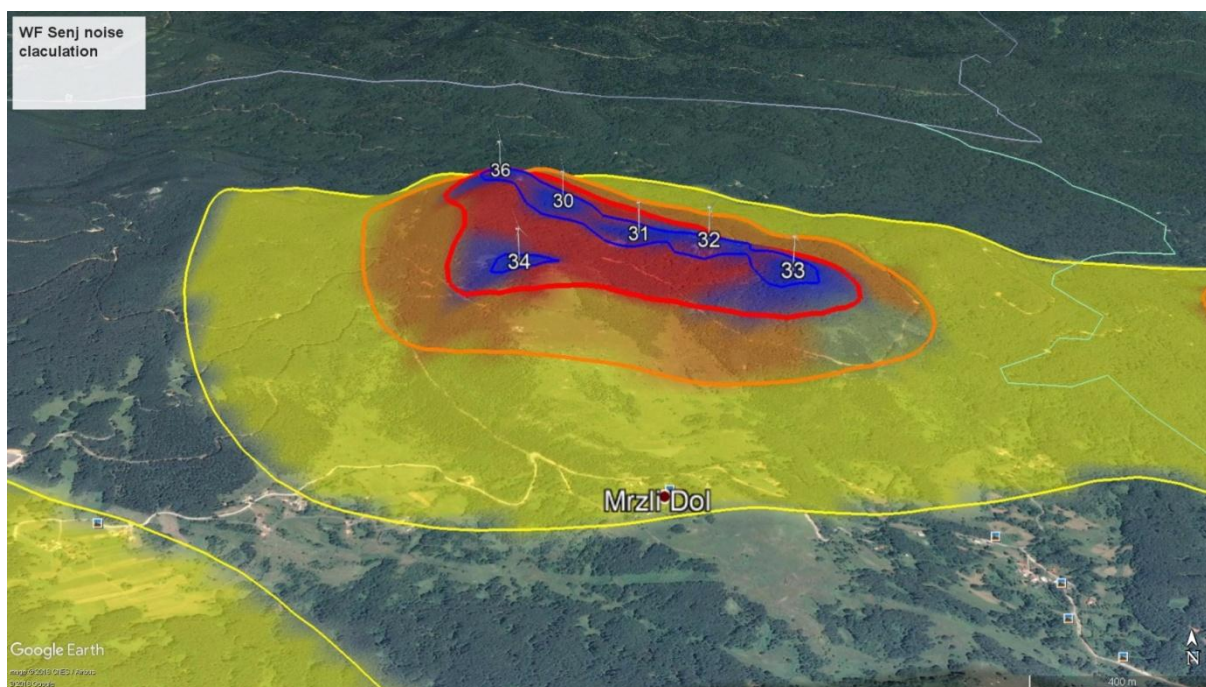 WF Senj noise
claculation
36
30
31
32
34
33
Mrzli Dol
Google Earth
N
400 m